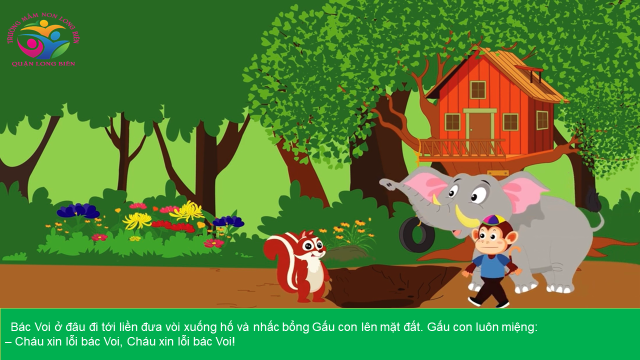 Bác Voi ở đâu đi tới liền đưa vòi xuống hố và nhấc bổng Gấu con lên mặt đất. Gấu con luôn miệng:
– Cháu xin lỗi bác Voi, Cháu xin lỗi bác Voi!